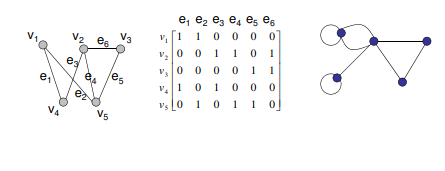 v₁ v₂ e₆ v₃
e₃
e₁ e₄ e₅
e₂
v₄ v₅
e₁ e₂ e₃ e₄ e₅ e₆
v₁ 1 1 0 0 0 0
v₂ 0 0 1 1 0 1
v₃ 0 0 0 0 1 1
v₄ 1 0 1 0 0 0
v₅ 0 1 0 1 1 0